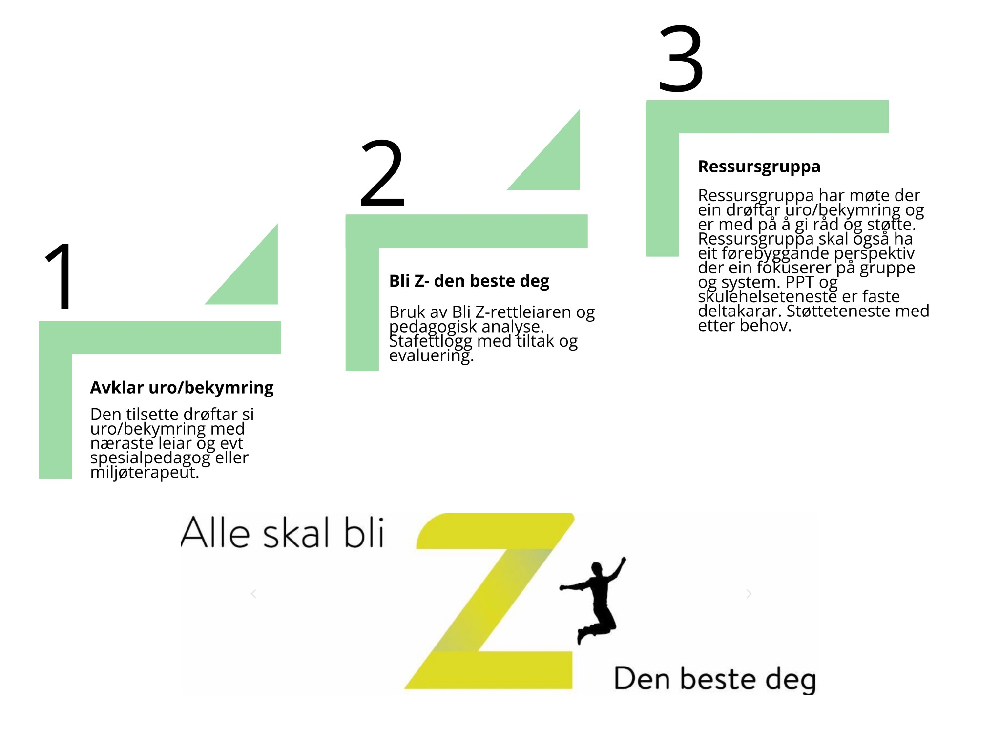 1
Avklar uro/bekymring
Den tilsette drøftar si
uro/bekymring med
næraste leiar og evt
spesialpedagog eller
miljøterapeut.
2
Bli Z- den beste deg
Bruk av Bli Z-rettleiaren og
pedagogisk analyse.
Stafettlogg med tiltak og
evaluering.
3
Ressursgruppa
Ressursgruppa har møte der
ein drøftar uro/bekymring og
er med på å gi råd og støtte.
Ressursgruppa skal også ha
eit førebyggande perspektiv
der ein fokuserer på gruppe
og system. PPT og
skulehelseteneste er faste
deltakarar. Støtteteneste med
etter behov.
Alle skal bli
Z
Den beste deg